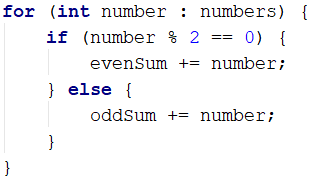 for (int number : numbers) {
    if (number % 2 == 0) {
        evenSum += number;
    } else {
        oddSum += number;
    }
}